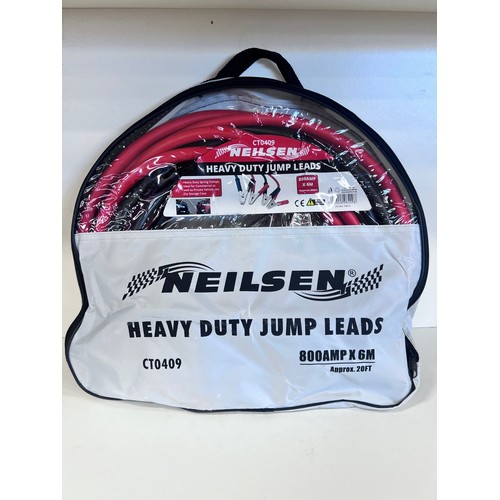 CT0409
NEILSEN
HEAVY DUTY JUMP LEADS
800AMP
X 6M
NEILSEN®
HEAVY DUTY JUMP LEADS
CT0409
800AMP X 6M
Approx. 20FT